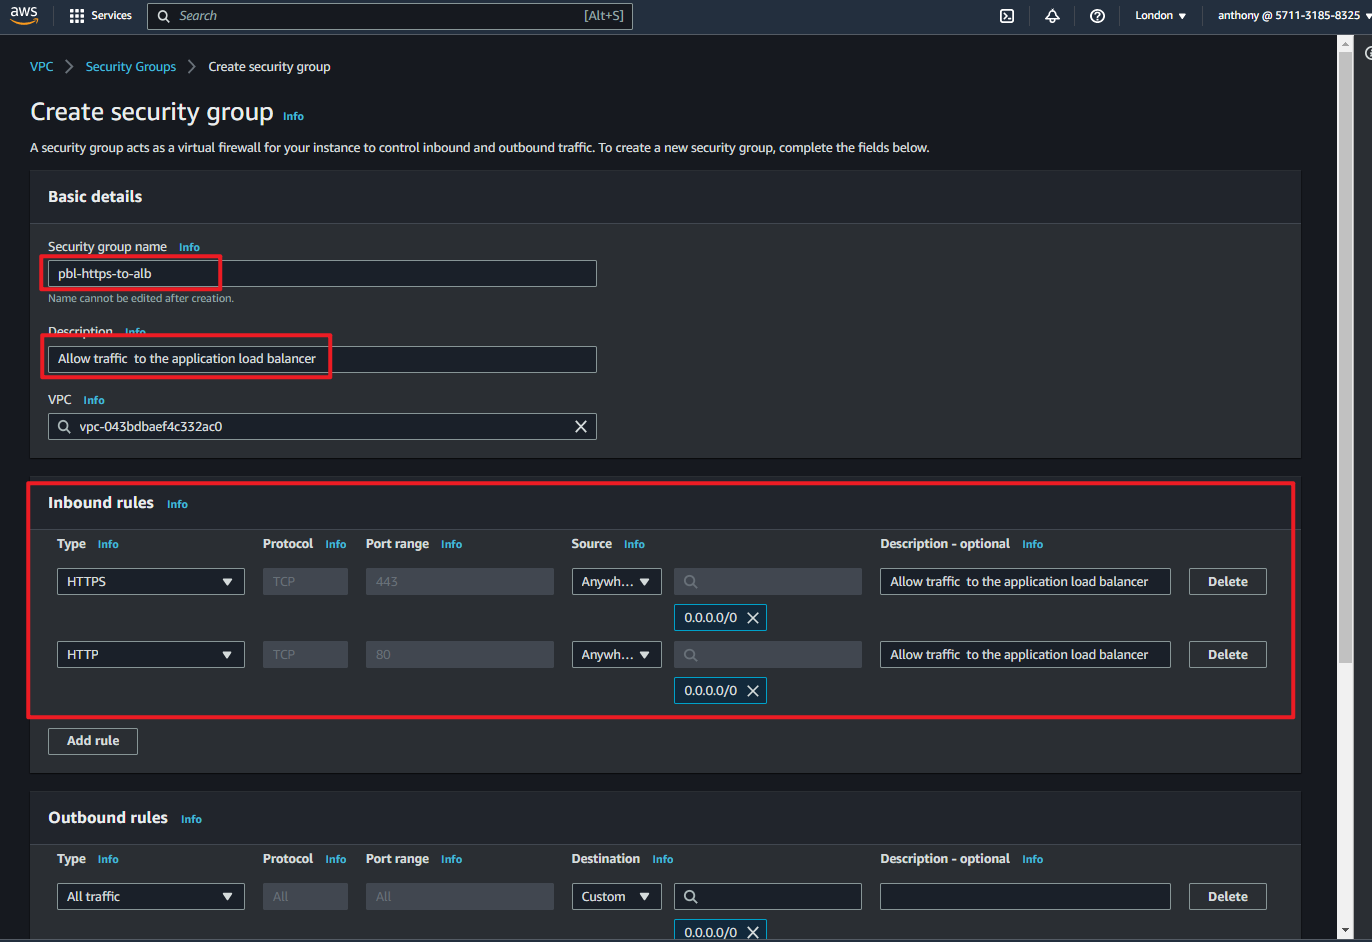 aws Services Search [Alt+S] London anthony @ 5711-3185-8325
VPC Security Groups Create security group
Create security group Info
A security group acts as a virtual firewall for your instance to control inbound and outbound traffic. To create a new security group, complete the fields below.
Basic details
Security group name Info
pbl-https-to-alb
Name cannot be edited after creation.
Description Info
Allow traffic  to the application load balancer
VPC Info
vpc-043bdbaef4c332ac0
Inbound rules Info
Type Info Protocol Info Port range Info Source Info Description - optional Info
HTTPS TCP 443 Anywh... Allow traffic  to the application load balancer Delete
0.0.0.0/0
HTTP TCP 80 Anywh... Allow traffic  to the application load balancer Delete
0.0.0.0/0
Add rule
Outbound rules Info
Type Info Protocol Info Port range Info Destination Info Description - optional Info
All traffic All All Custom Delete
0.0.0.0/0